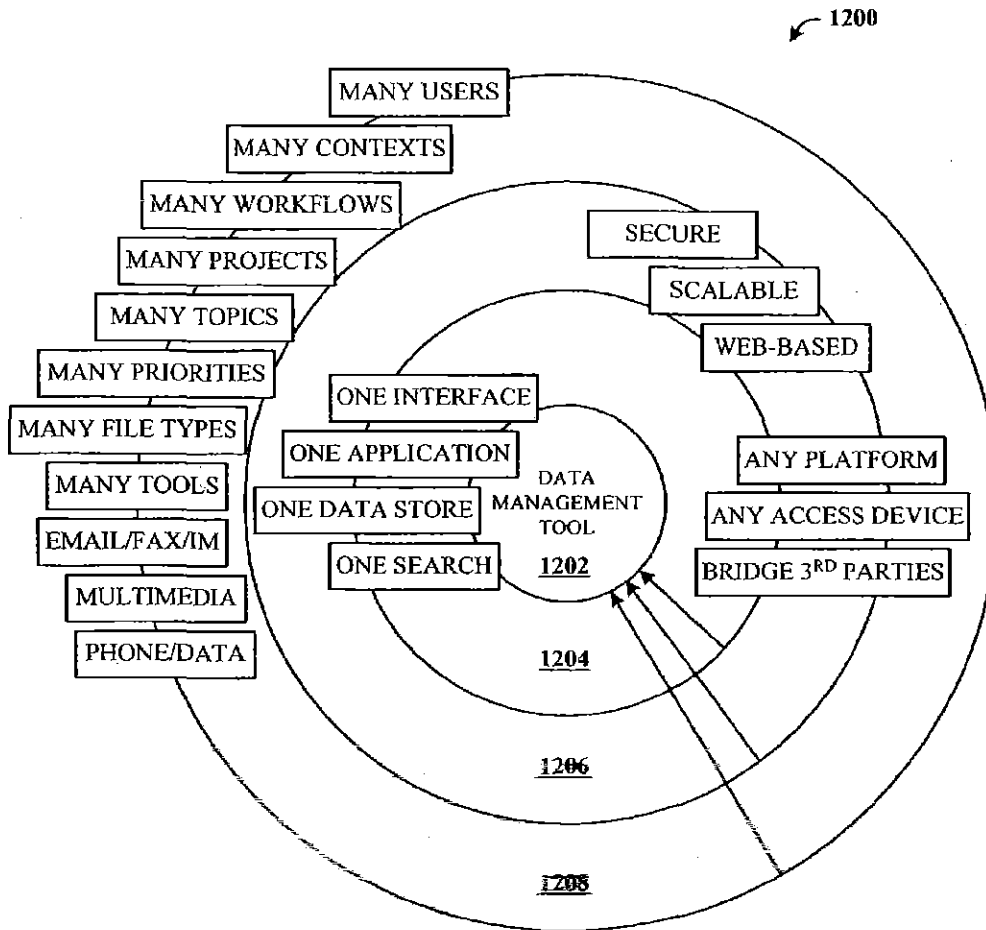 1200
MANY USERS
MANY CONTEXTS
MANY WORKFLOWS
MANY PROJECTS
MANY TOPICS
MANY PRIORITIES
MANY FILE TYPES
MANY TOOLS
EMAIL/FAX/IM
MULTIMEDIA
PHONE/DATA
SECURE
SCALABLE
WEB-BASED
ONE INTERFACE
ONE APPLICATION
ONE DATA STORE
ONE SEARCH
DATA
MANAGEMENT
TOOL
1202
ANY PLATFORM
ANY ACCESS DEVICE
BRIDGE 3RD PARTIES
1204
1206
1208